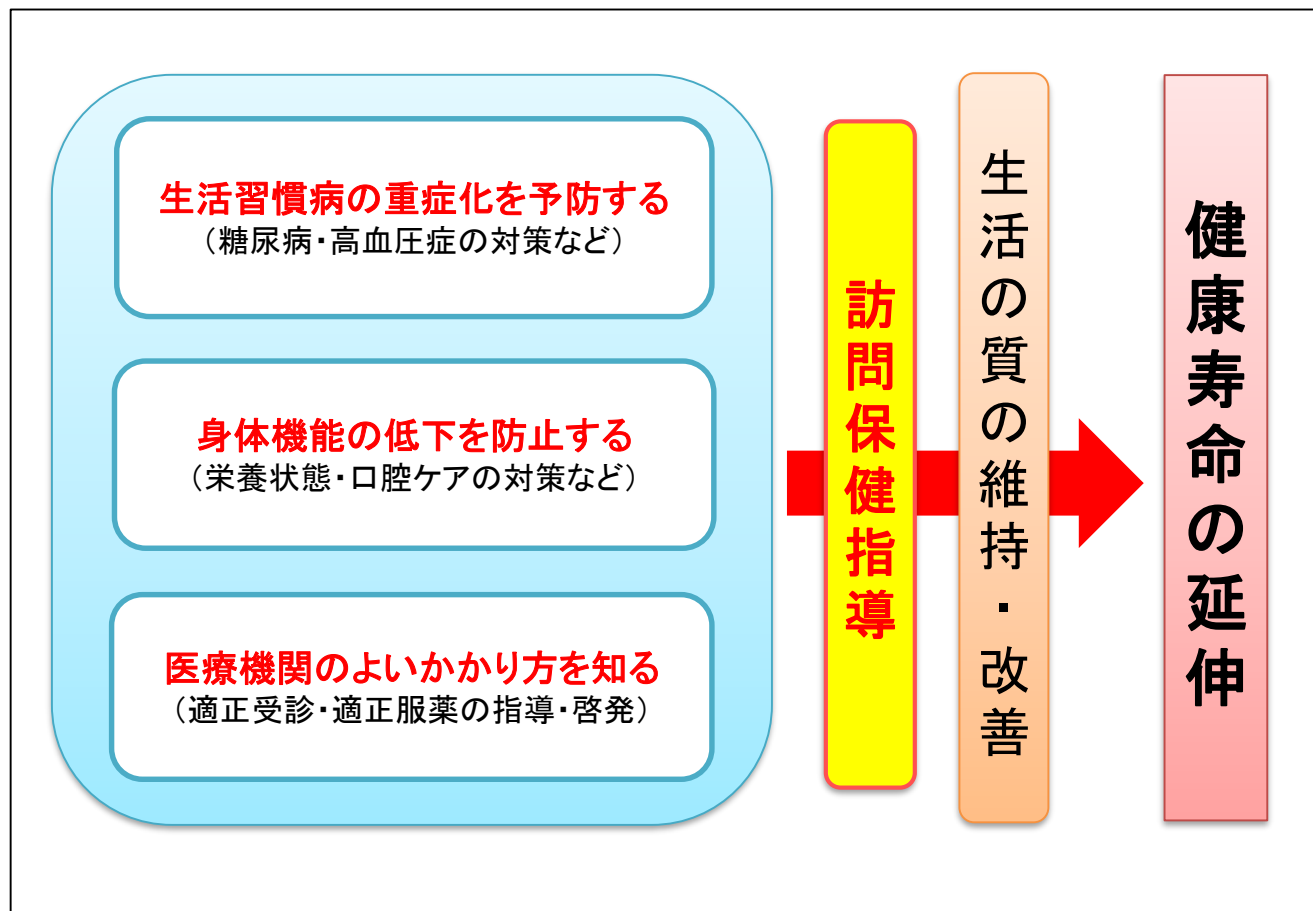 生活習慣病の重症化を予防する
（糖尿病・高血圧症の対策など）
身体機能の低下を防止する
（栄養状態・口腔ケアの対策など）
医療機関のよいかかり方を知る
（適正受診・適正服薬の指導・啓発）
訪問保健指導
生活の質の維持・改善
健康寿命の延伸